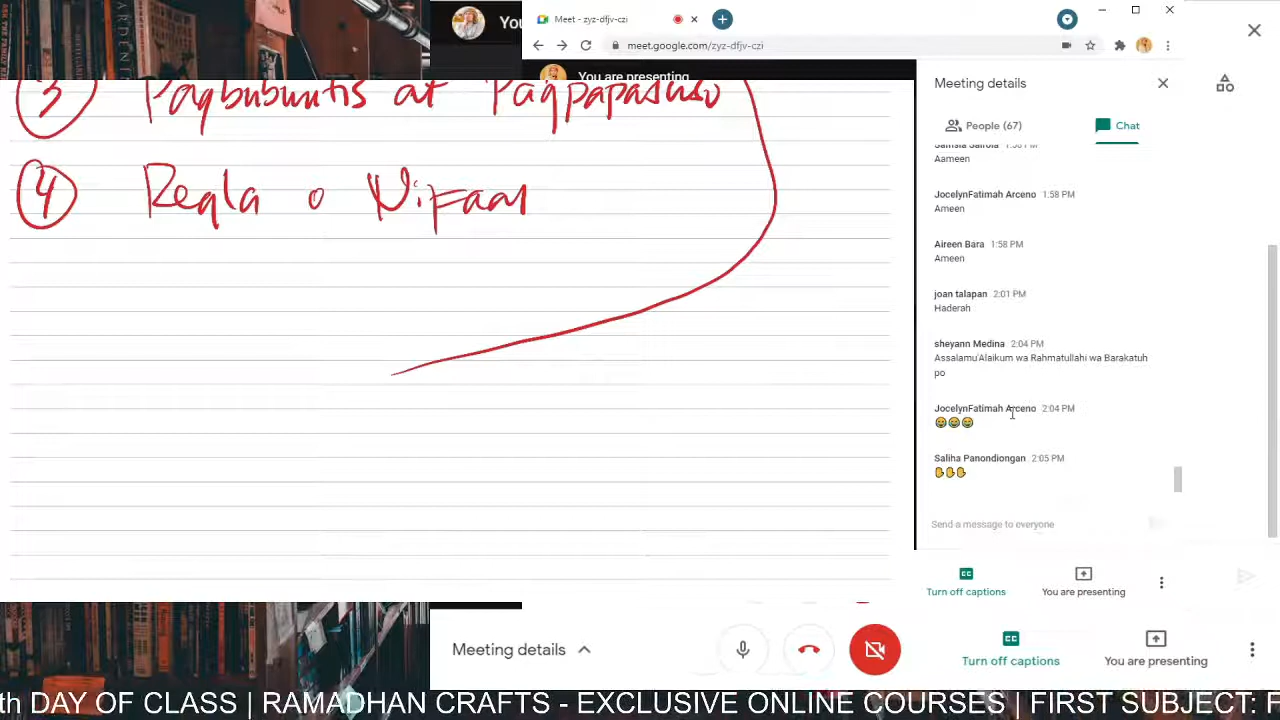 You
Meet - zyz-dfjv-czi
meet.google.com/zyz-dfjv-czi
You are presenting
3 Pagbubuntis at Pagpapasuso
4 Regla o Nifaas
Meeting details
People (67)
Chat
Aameen
JocelynFatimah Arceno 1:58 PM
Ameen
Aireen Bara 1:58 PM
Ameen
joan talapan 2:01 PM
Haderah
sheyann Medina 2:04 PM
Assalamu'Alaikum wa Rahmatullahi wa Barakatuh
po
JocelynFatimah Arceno 2:04 PM
Saliha Panondiongan 2:05 PM
Send a message to everyone
CC
Turn off captions
You are presenting
Meeting details
CC
Turn off captions
You are presenting
th DAY OF CLASS | RAMADHAN CRAFTS - EXCLUSIVE ONLINE COURSES | FIRST SUBJECT: F